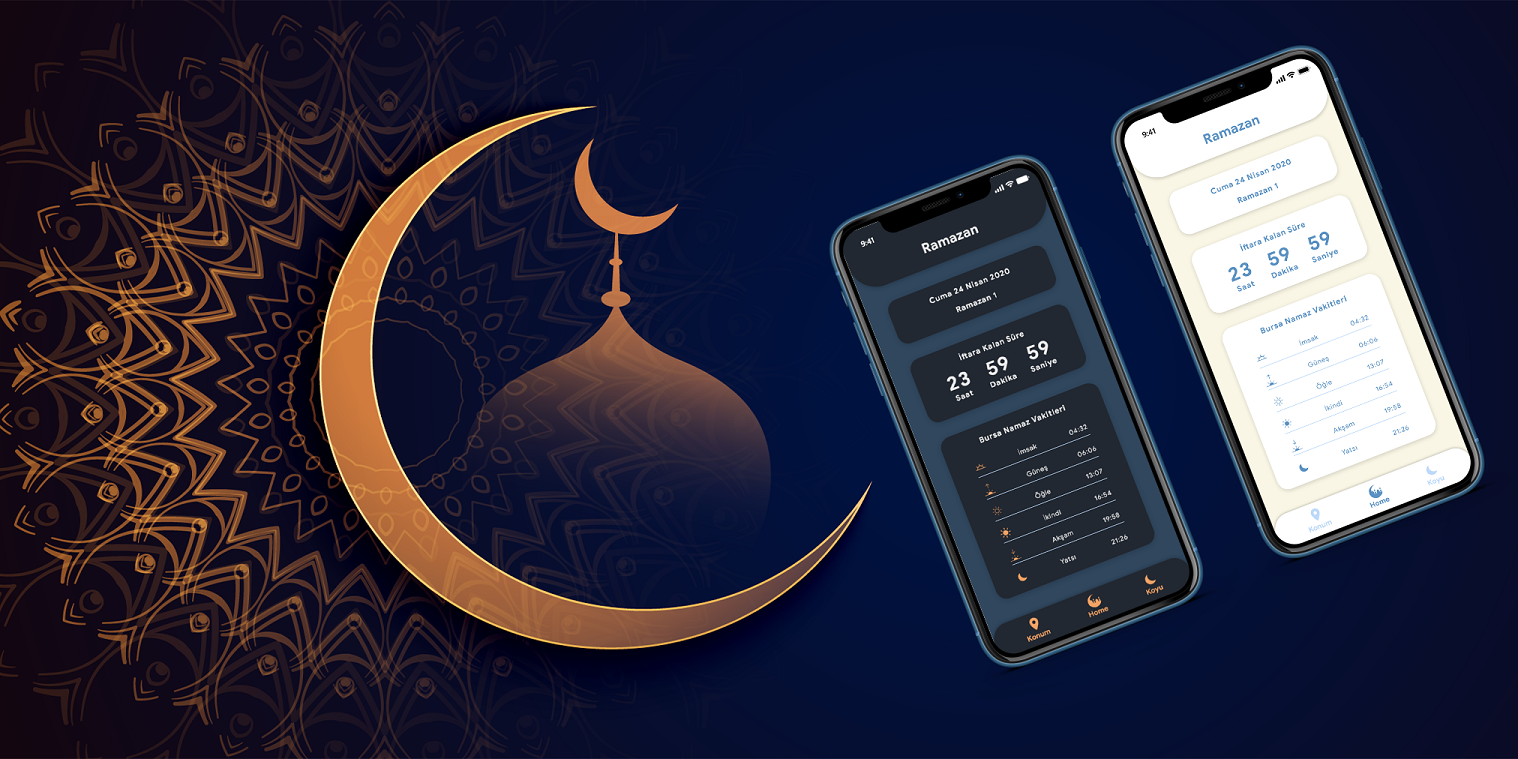 9:41
Ramazan
Cuma 24 Nisan 2020
Ramazan 1
İftara Kalan Süre
23 59 59
Saat Dakika Saniye
Bursa Namaz Vakitleri
İmsak 04:32
Güneş 06:06
Öğle 13:07
İkindi 16:54
Akşam 19:58
Yatsı 21:26
Konum Home Koyu
9:41
Ramazan
Cuma 24 Nisan 2020
Ramazan 1
İftara Kalan Süre
23 59 59
Saat Dakika Saniye
Bursa Namaz Vakitleri
İmsak 04:32
Güneş 06:06
Öğle 13:07
İkindi 16:54
Akşam 19:58
Yatsı 21:26
Konum Home Koyu